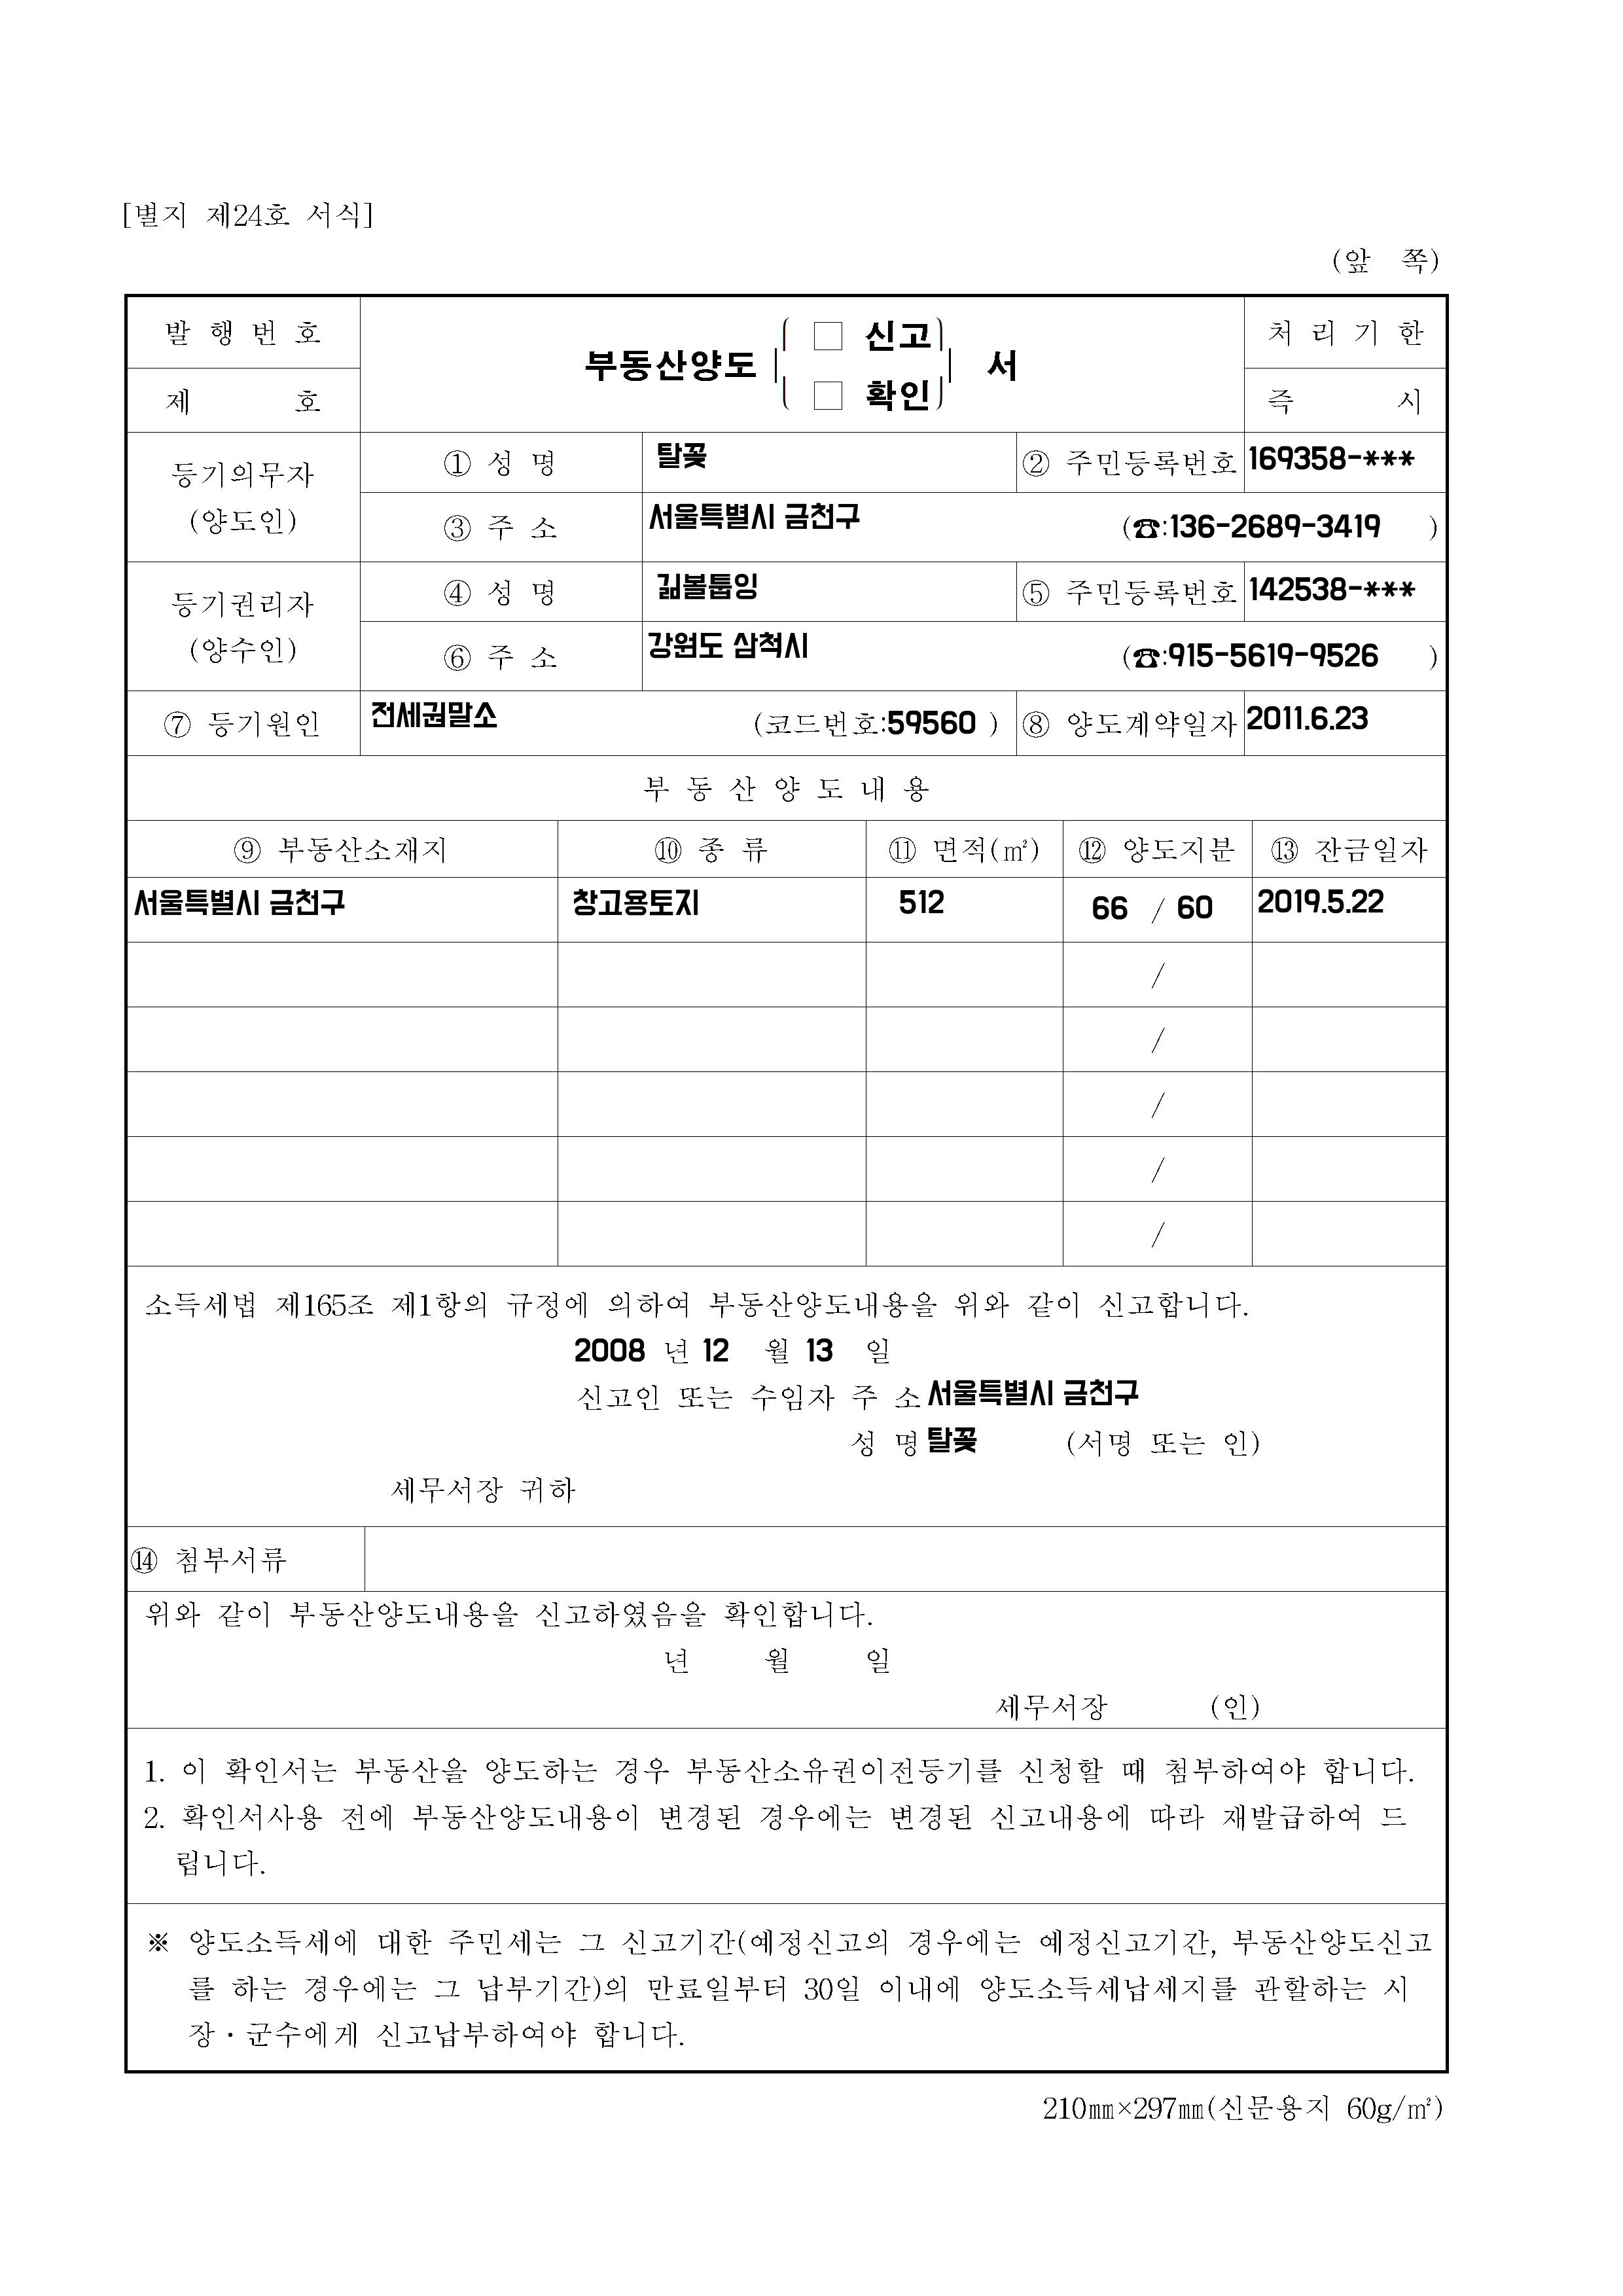 [별지 제24호 서식]
(앞 쪽)
발 행 번 호
제 호
부동산양도 □ 신고 □ 확인 서
처 리 기 한
즉 시
등기의무자 (양도인)
① 성 명 탈꽃 ② 주민등록번호 169358-***
③ 주 소 서울특별시 금천구 (☎:136-2689-3419 )
등기권리자 (양수인)
④ 성 명 긺볼틉잉 ⑤ 주민등록번호 142538-***
⑥ 주 소 강원도 삼척시 (☎:915-5619-9526 )
⑦ 등기원인 전세권말소 (코드번호:59560 ) ⑧ 양도계약일자 2011.6.23
부 동 산 양 도 내 용
⑨ 부동산소재지 ⑩ 종 류 ⑪ 면적(㎡) ⑫ 양도지분 ⑬ 잔금일자
서울특별시 금천구 창고용토지 512 66 / 60 2019.5.22
/
/
/
/
/
소득세법 제165조 제1항의 규정에 의하여 부동산양도내용을 위와 같이 신고합니다.
2008 년 12 월 13 일
신고인 또는 수임자 주 소 서울특별시 금천구
성 명 탈꽃 (서명 또는 인)
세무서장 귀하
⑭ 첨부서류
위와 같이 부동산양도내용을 신고하였음을 확인합니다.
년 월 일
세무서장 (인)
1. 이 확인서는 부동산을 양도하는 경우 부동산소유권이전등기를 신청할 때 첨부하여야 합니다.
2. 확인서사용 전에 부동산양도내용이 변경된 경우에는 변경된 신고내용에 따라 재발급하여 드
립니다.
※ 양도소득세에 대한 주민세는 그 신고기간(예정신고의 경우에는 예정신고기간, 부동산양도신고
를 하는 경우에는 그 납부기간)의 만료일부터 30일 이내에 양도소득세납세지를 관할하는 시
장·군수에게 신고납부하여야 합니다.
210㎜×297㎜(신문용지 60g/㎡)